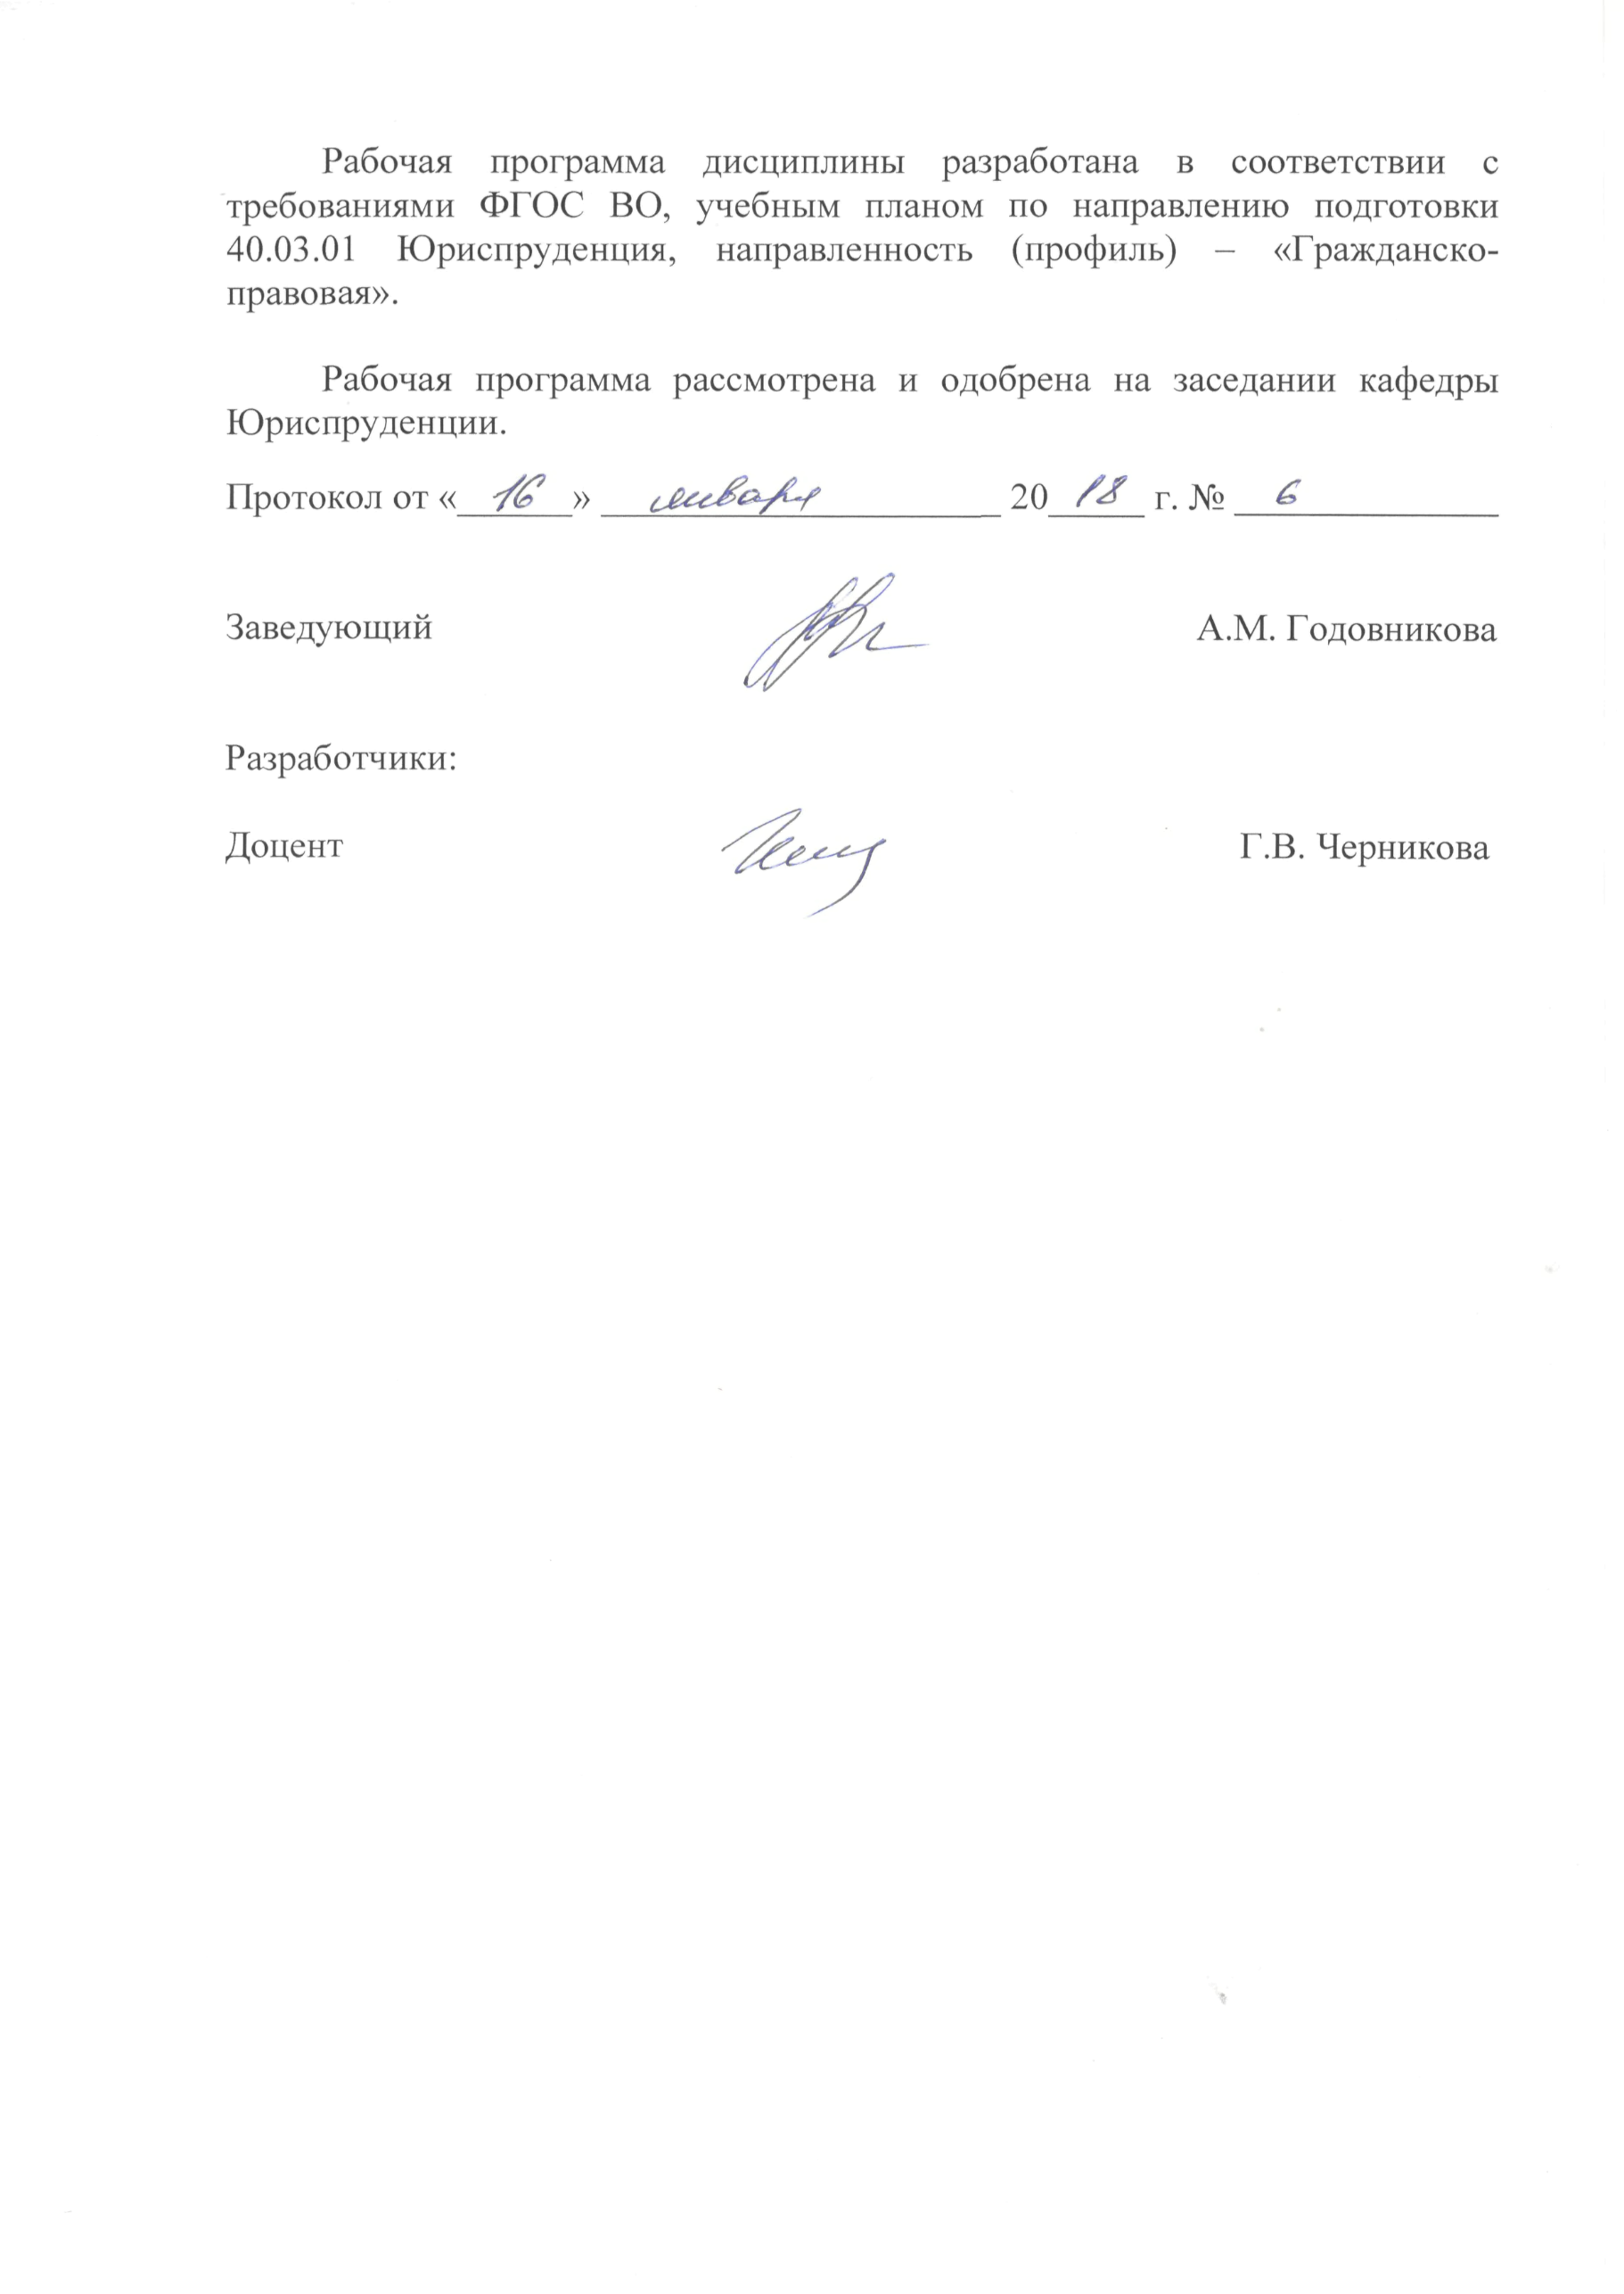 Рабочая программа дисциплины разработана в соответствии с
требованиями ФГОС ВО, учебным планом по направлению подготовки
40.03.01 Юриспруденция, направленность (профиль) – «Гражданско-
правовая».
Рабочая программа рассмотрена и одобрена на заседании кафедры
Юриспруденции.
Протокол от «16» января 2018 г. № 6
Заведующий А.М. Годовникова
Разработчики:
Доцент Г.В. Черникова